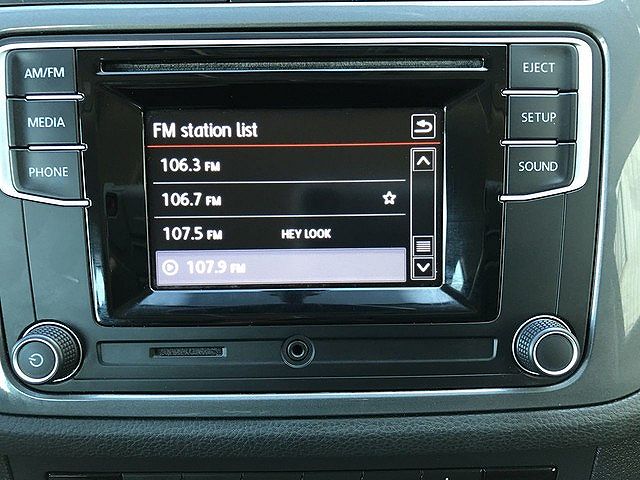 AM/FM
MEDIA
PHONE
FM station list
106.3 FM
106.7 FM
107.5 FM HEY LOOK
107.9 FM
EJECT
SETUP
SOUND